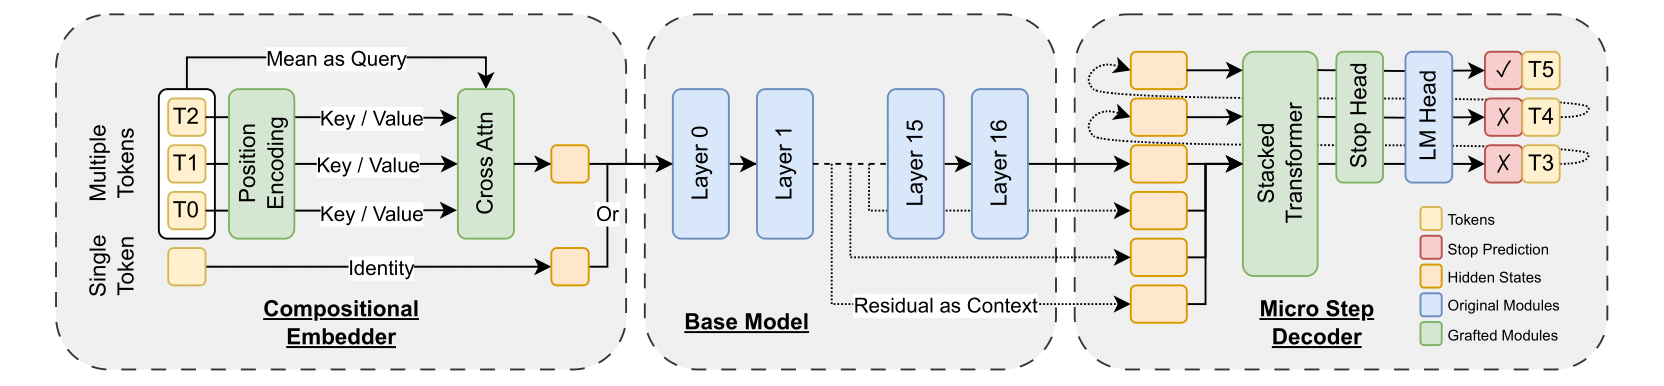 Mean as Query
Multiple
Tokens
T2
T1
T0
Position
Encoding
Key / Value
Key / Value
Key / Value
Cross Attn
Single
Token
Identity
Or
Compositional
Embedder
Layer 0
Layer 1
Layer 15
Layer 16
Residual as Context
Base Model
Stacked
Transformer
Stop Head
LM Head
✓ T5
✗ T4
✗ T3
Micro Step
Decoder
Tokens
Stop Prediction
Hidden States
Original Modules
Grafted Modules